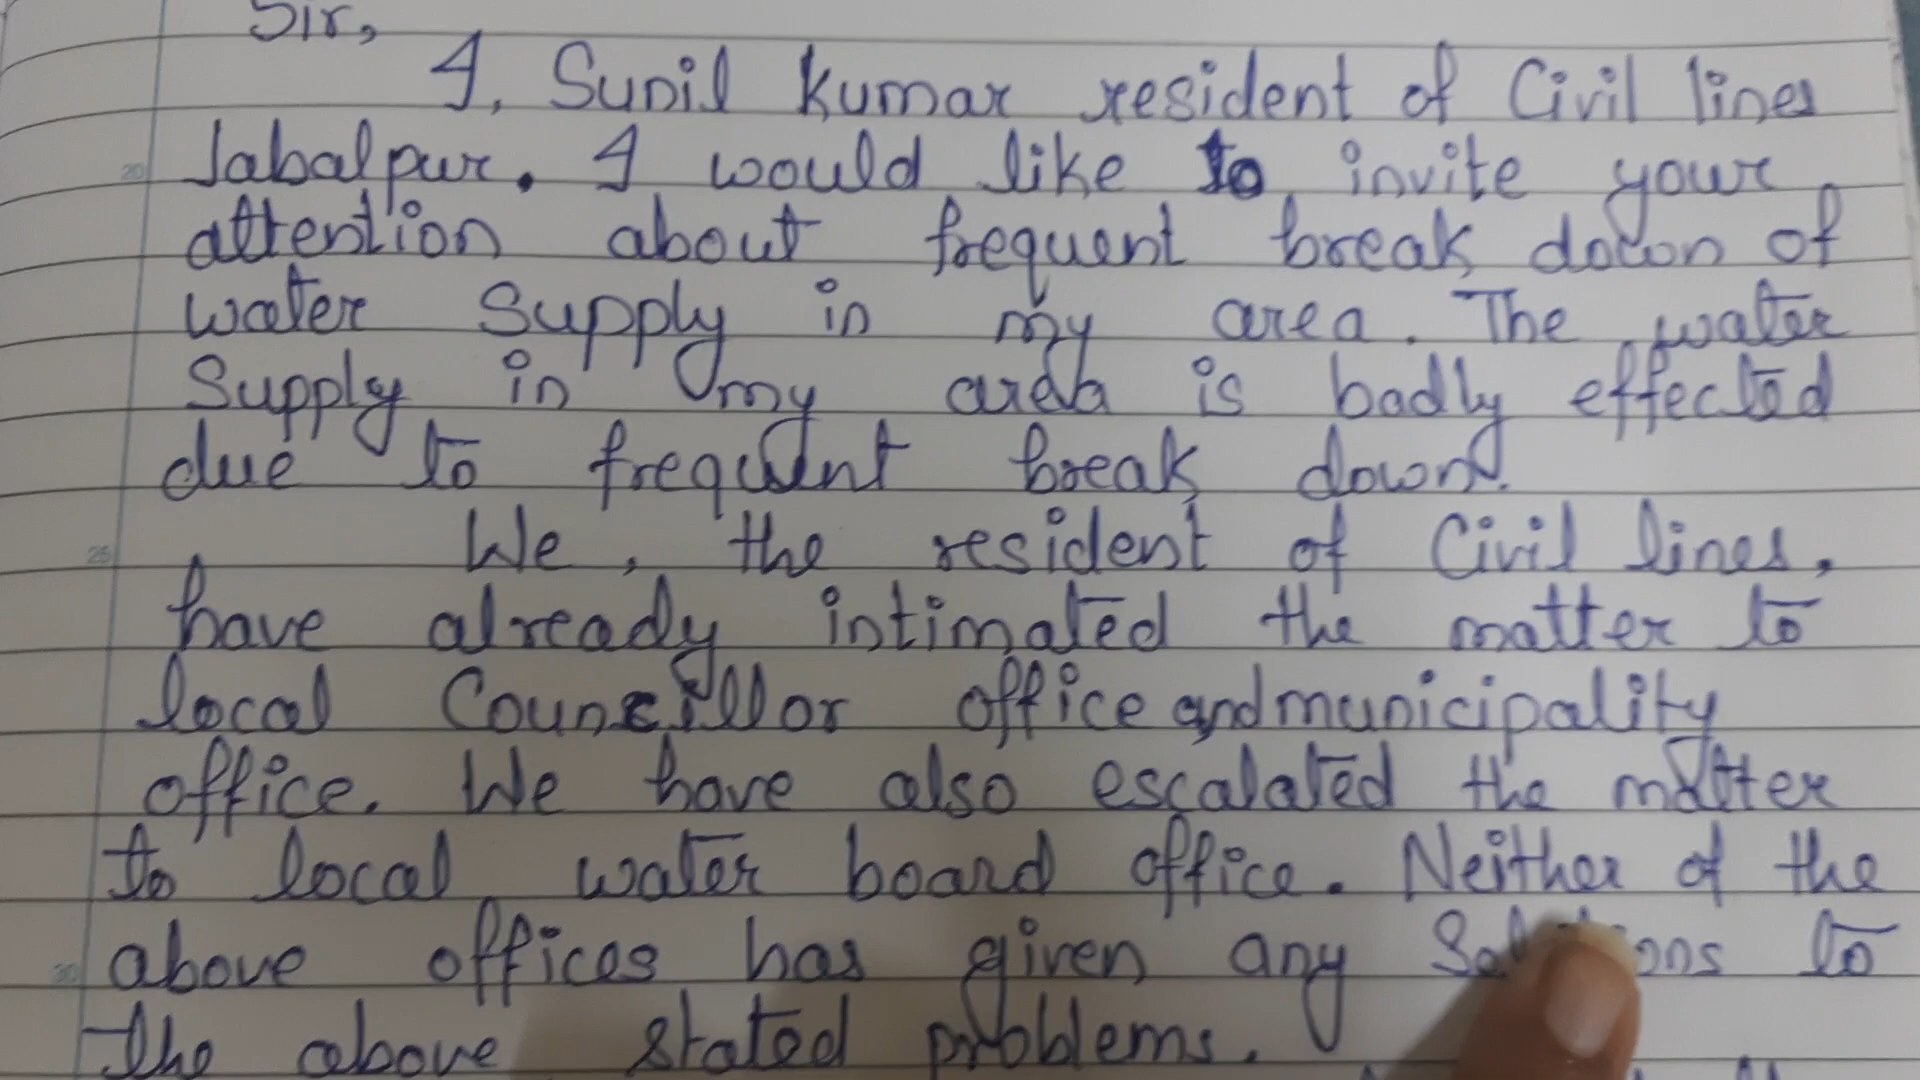 Sir,
I, Sunil Kumar resident of Civil lines
Jabalpur. I would like to invite your
attention about frequent break down of
water supply in my area. The water
Supply in my area is badly effected
due to frequent break down.
We, the resident of Civil lines,
have already intimated the matter to
local Councillor office and municipality
office. We have also escalated the matter
to local water board office. Neither of the
above offices has given any to
the above stated problems.